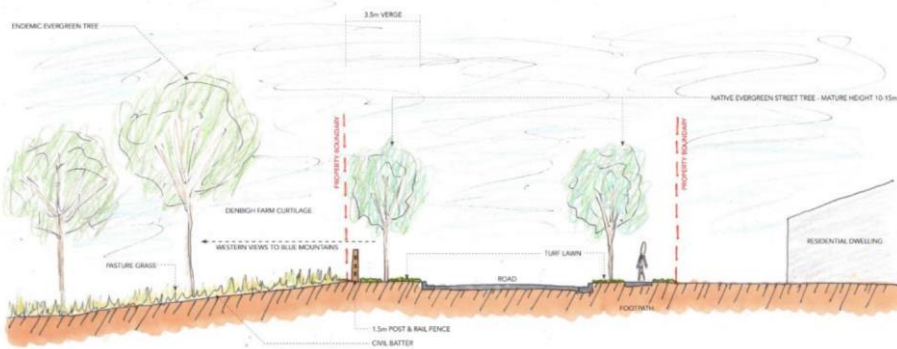 3.5m VERGE
ENDEMIC EVERGREEN TREE
NATIVE EVERGREEN STREET TREE - MATURE HEIGHT 10-15m
PROPERTY BOUNDARY
PROPERTY BOUNDARY
DENBIGH FARM CURTILAGE
WESTERN VIEWS TO BLUE MOUNTAINS
RESIDENTIAL DWELLING
TURF LAWN
PASTURE GRASS
ROAD
FOOTPATH
1.5m POST & RAIL FENCE
CIVIL BATTER